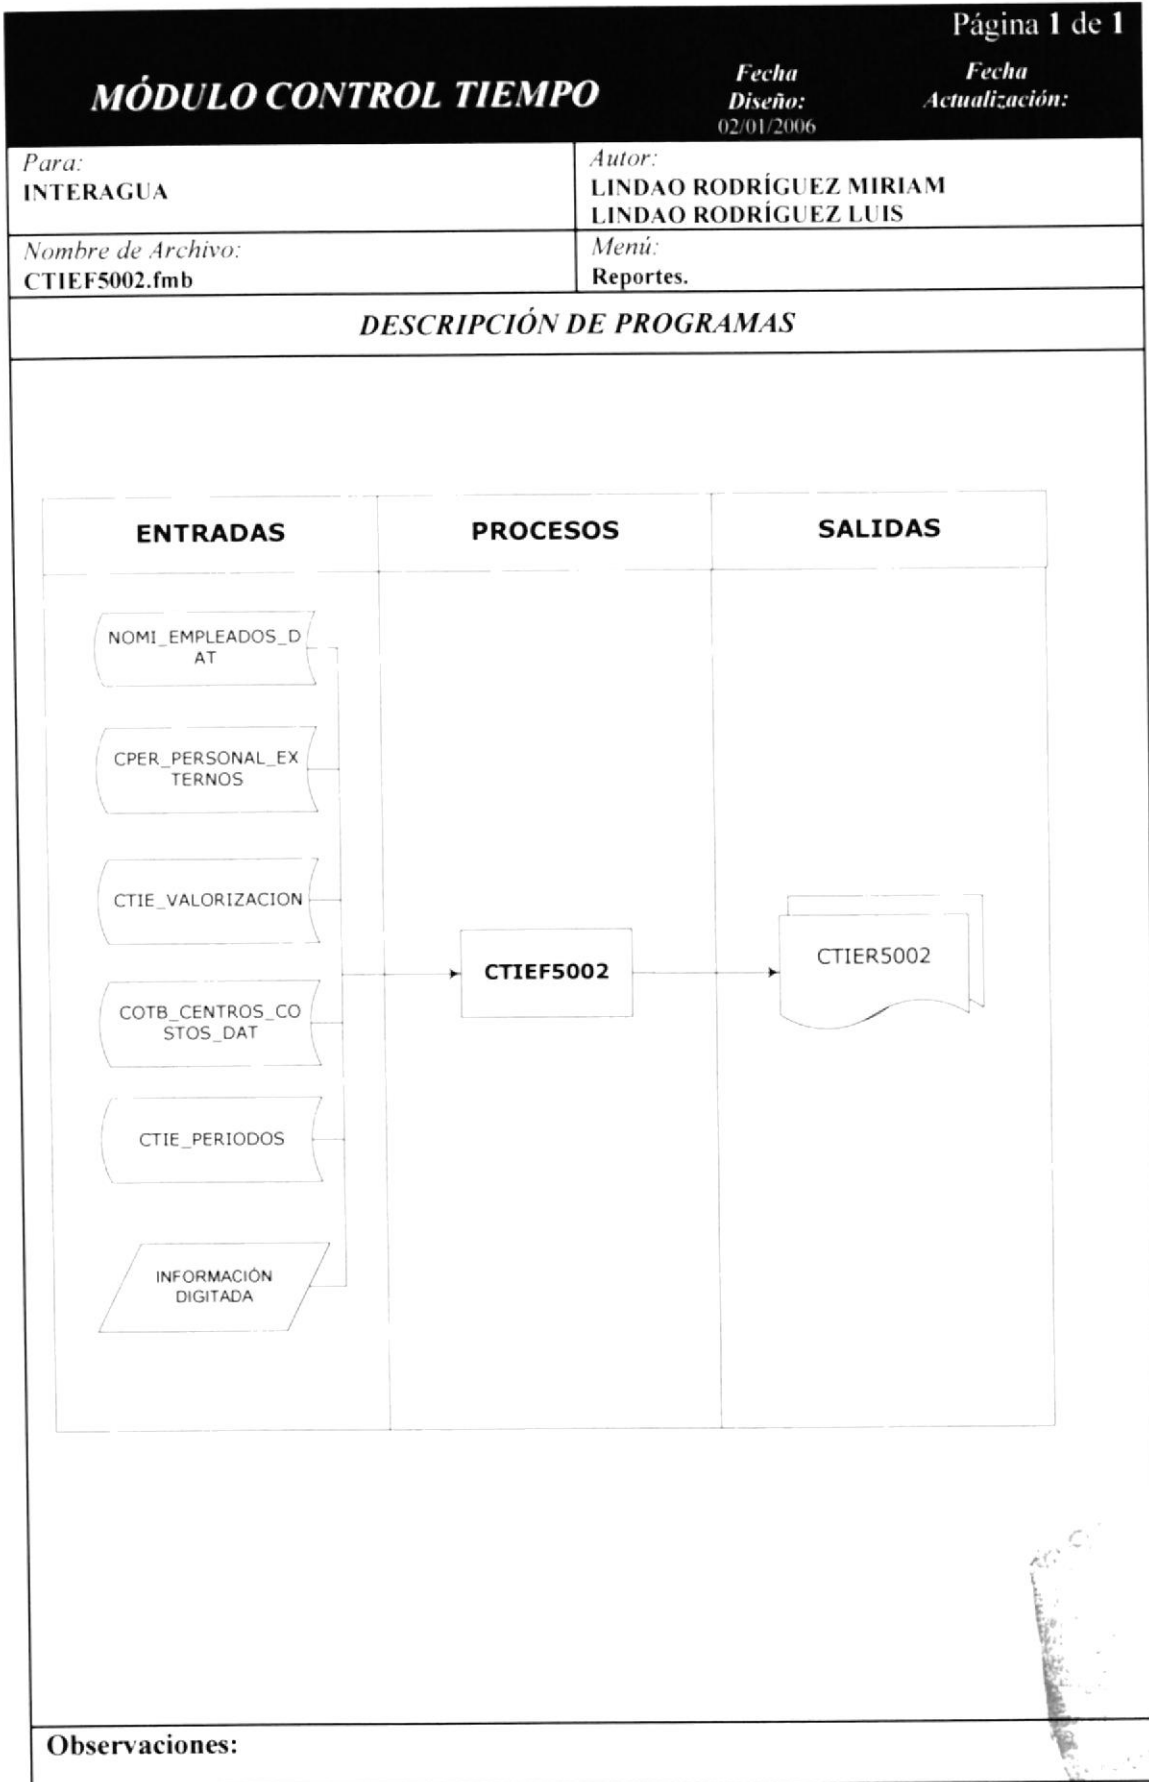 Página 1 de 1
MÓDULO CONTROL TIEMPO
Fecha
Diseño:
02/01/2006
Fecha
Actualización:
Para:
INTERAGUA
Autor:
LINDAO RODRÍGUEZ MIRIAM
LINDAO RODRÍGUEZ LUIS
Nombre de Archivo:
CTIEF5002.fmb
Menú:
Reportes.
DESCRIPCIÓN DE PROGRAMAS
ENTRADAS
PROCESOS
SALIDAS
NOMI_EMPLEADOS_D
AT
CPER_PERSONAL_EX
TERNOS
CTIE_VALORIZACION
COTB_CENTROS_CO
STOS_DAT
CTIE_PERIODOS
INFORMACIÓN
DIGITADA
CTIEF5002
CTIER5002
Observaciones: